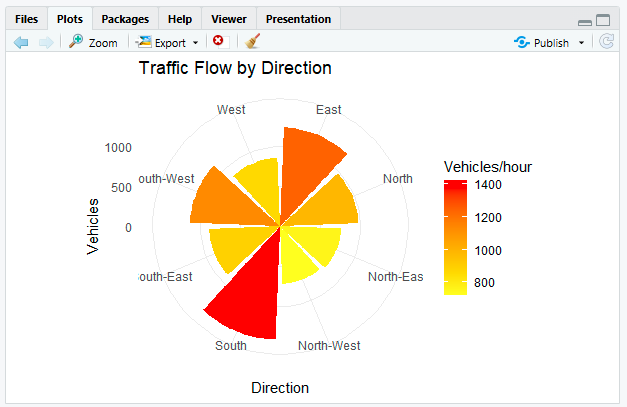 Files Plots Packages Help Viewer Presentation
Zoom Export Publish
Traffic Flow by Direction
West East
1000
500
0
outh-West North
outh-East North-Eas
South North-West
Vehicles
Direction
Vehicles/hour
1400
1200
1000
800